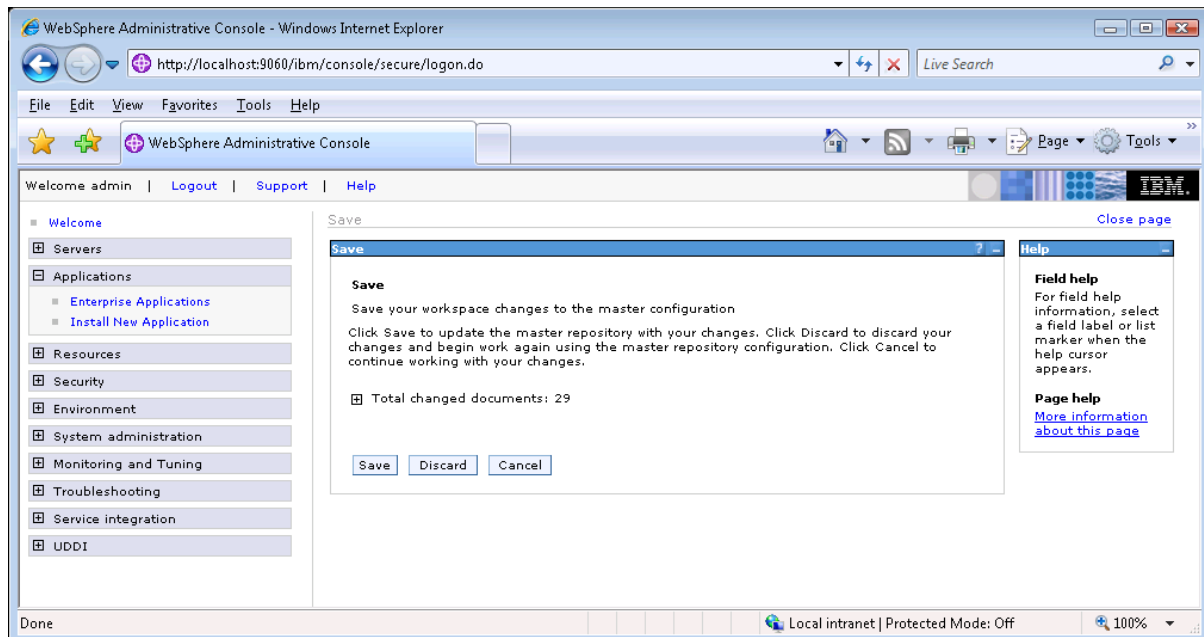 WebSphere Administrative Console - Windows Internet Explorer
http://localhost:9060/ibm/console/secure/logon.do
Live Search
File Edit View Favorites Tools Help
WebSphere Administrative Console
Page Tools
Welcome admin | Logout | Support | Help
IBM.
Welcome
Servers
Applications
Enterprise Applications
Install New Application
Resources
Security
Environment
System administration
Monitoring and Tuning
Troubleshooting
Service integration
UDDI
Save
Close page
Save ? -
Save
Save your workspace changes to the master configuration
Click Save to update the master repository with your changes. Click Discard to discard your
changes and begin work again using the master repository configuration. Click Cancel to
continue working with your changes.
Total changed documents: 29
Save Discard Cancel
Help -
Field help
For field help
information, select
a field label or list
marker when the
help cursor
appears.
Page help
More information
about this page
Done
Local intranet | Protected Mode: Off
100%